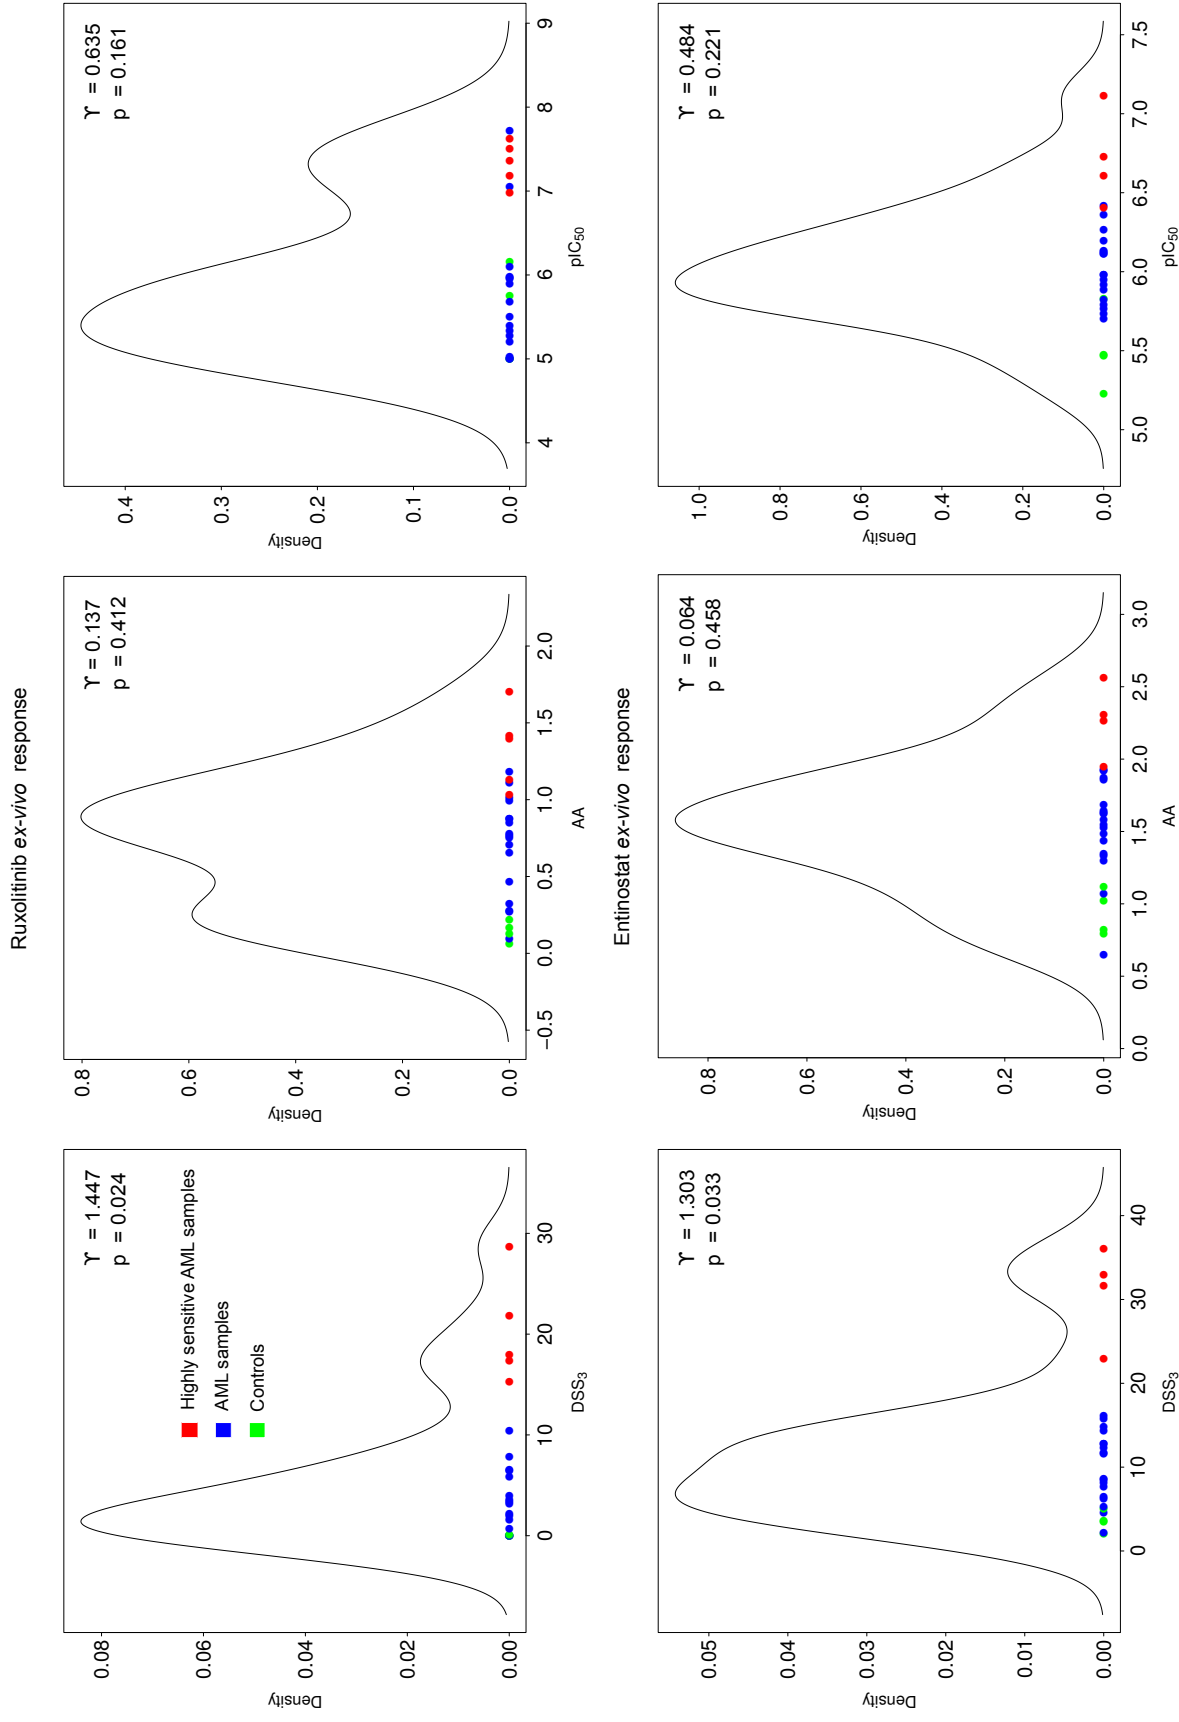 Ruxolitinib ex-vivo response
ϒ = 1.447
p = 0.024
Highly sensitive AML samples
AML samples
Controls
0.08
0.06
0.04
0.02
0.00
Density
0
10
20
30
DSS3
ϒ = 0.137
p = 0.412
0.8
0.6
0.4
0.2
0.0
Density
−0.5
0.0
0.5
1.0
1.5
2.0
AA
ϒ = 0.635
p = 0.161
0.4
0.3
0.2
0.1
0.0
Density
4
5
6
7
8
9
pIC50
Entinostat ex-vivo response
ϒ = 1.303
p = 0.033
0.05
0.04
0.03
0.02
0.01
0.00
Density
0
10
20
30
40
DSS3
ϒ = 0.064
p = 0.458
0.8
0.6
0.4
0.2
0.0
Density
0.0
0.5
1.0
1.5
2.0
2.5
3.0
AA
ϒ = 0.484
p = 0.221
1.0
0.8
0.6
0.4
0.2
0.0
Density
5.0
5.5
6.0
6.5
7.0
7.5
pIC50